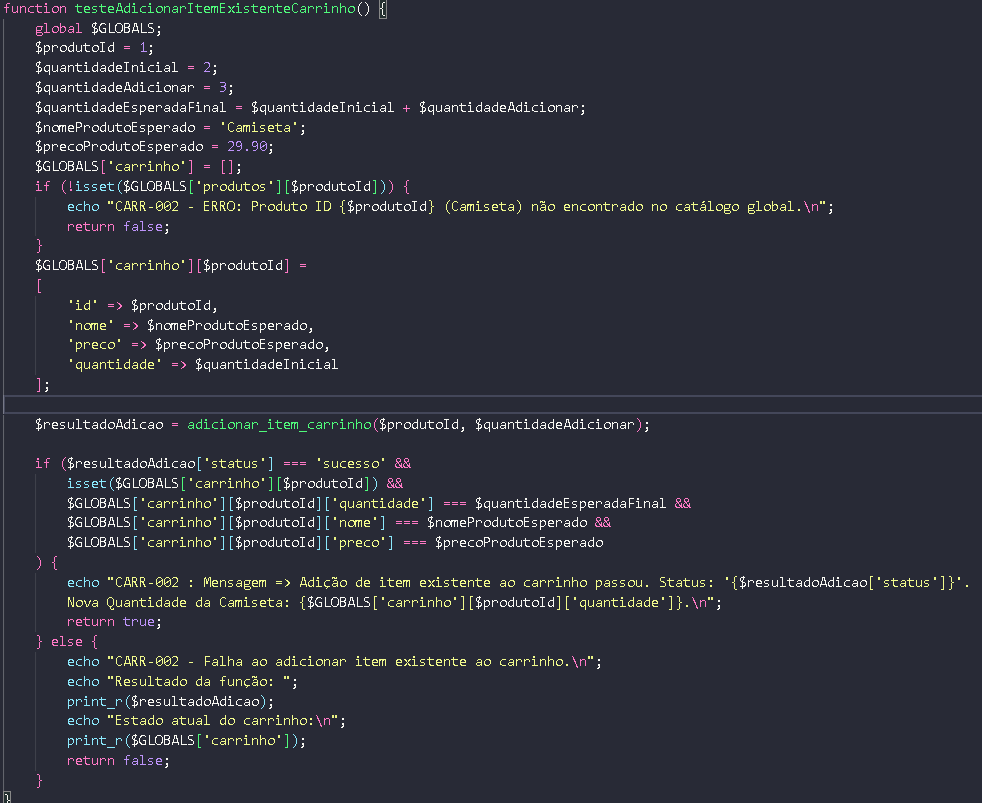 function testeAdicionarItemExistenteCarrinho() {
    global $GLOBALS;
    $produtoId = 1;
    $quantidadeInicial = 2;
    $quantidadeAdicionar = 3;
    $quantidadeEsperadaFinal = $quantidadeInicial + $quantidadeAdicionar;
    $nomeProdutoEsperado = 'Camiseta';
    $precoProdutoEsperado = 29.90;
    $GLOBALS['carrinho'] = [];
    if (!isset($GLOBALS['produtos'][$produtoId])) {
        echo "CARR-002 - ERRO: Produto ID {$produtoId} (Camiseta) não encontrado no catálogo global.\n";
        return false;
    }
    $GLOBALS['carrinho'][$produtoId] =
    [
        'id' => $produtoId,
        'nome' => $nomeProdutoEsperado,
        'preco' => $precoProdutoEsperado,
        'quantidade' => $quantidadeInicial
    ];
    $resultadoAdicao = adicionar_item_carrinho($produtoId, $quantidadeAdicionar);
    if ($resultadoAdicao['status'] === 'sucesso' &&
        isset($GLOBALS['carrinho'][$produtoId]) &&
        $GLOBALS['carrinho'][$produtoId]['quantidade'] === $quantidadeEsperadaFinal &&
        $GLOBALS['carrinho'][$produtoId]['nome'] === $nomeProdutoEsperado &&
        $GLOBALS['carrinho'][$produtoId]['preco'] === $precoProdutoEsperado
    ) {
        echo "CARR-002 : Mensagem => Adição de item existente ao carrinho passou. Status: '{$resultadoAdicao['status']}'.
        Nova Quantidade da Camiseta: {$GLOBALS['carrinho'][$produtoId]['quantidade']}.\n";
        return true;
    } else {
        echo "CARR-002 - Falha ao adicionar item existente ao carrinho.\n";
        echo "Resultado da função: ";
        print_r($resultadoAdicao);
        echo "Estado atual do carrinho:\n";
        print_r($GLOBALS['carrinho']);
        return false;
    }
}